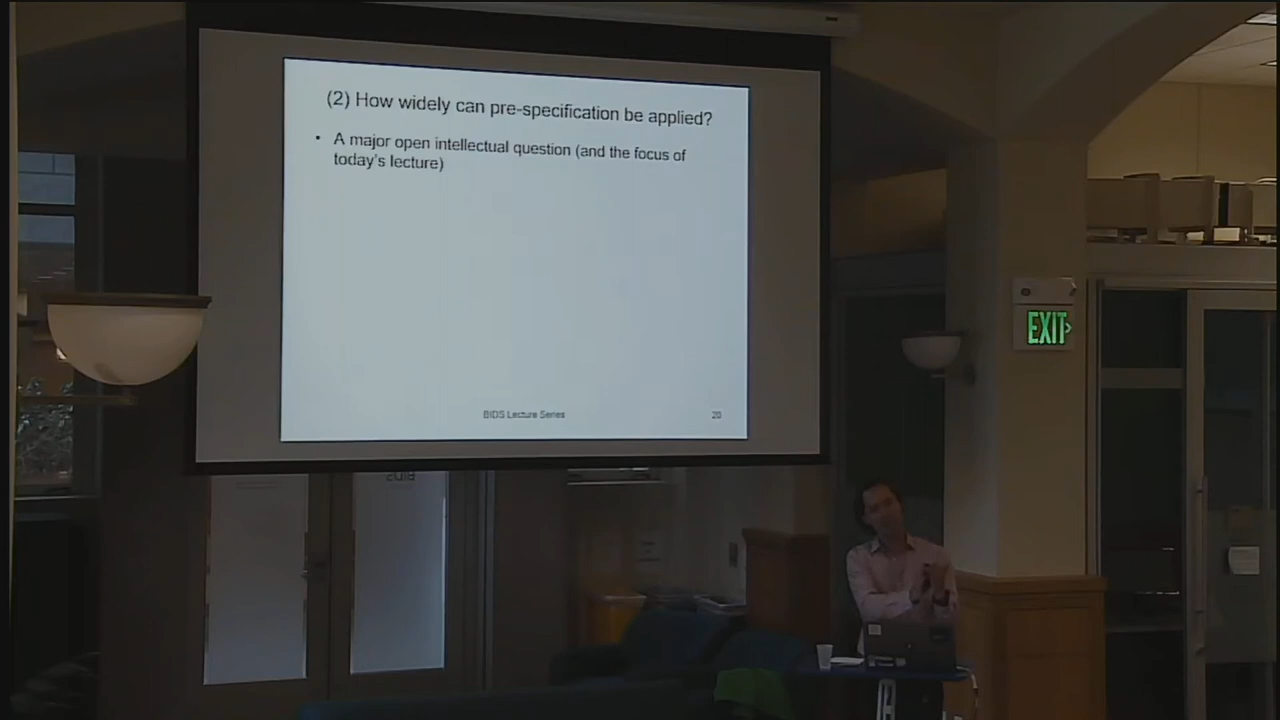 (2) How widely can pre-specification be applied?
• A major open intellectual question (and the focus of
today's lecture)
BIDS Lecture Series
20
EXIT